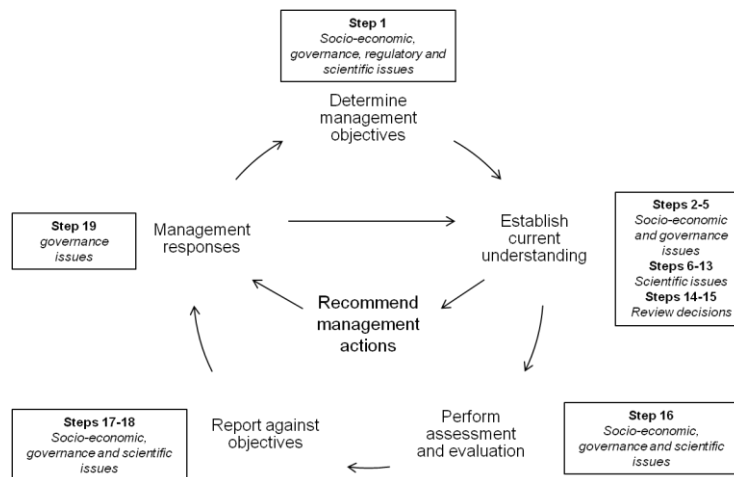 Step 1
Socio-economic,
governance, regulatory and
scientific issues
Determine
management
objectives
Step 19
governance
issues
Management
responses
Establish
current
understanding
Steps 2-5
Socio-economic
and governance
issues
Steps 6-13
Scientific issues
Steps 14-15
Review decisions
Recommend
management
actions
Steps 17-18
Socio-economic,
governance and scientific
issues
Report against
objectives
Perform
assessment
and evaluation
Step 16
Socio-economic,
governance and scientific
issues